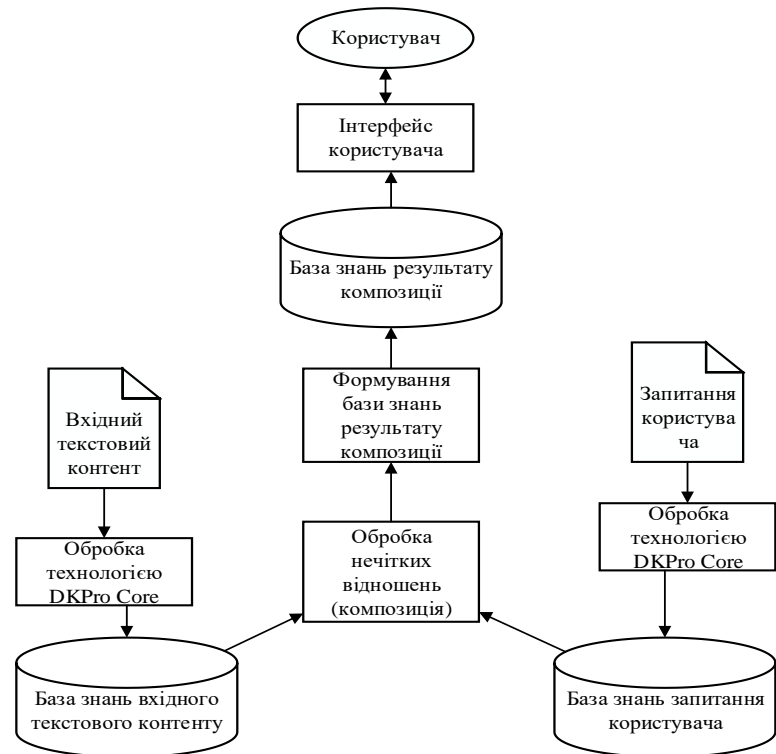 Користувач
Інтерфейс
користувача
База знань результату
композиції
Формування
бази знань
результату
композиції
Вхідний
текстовий
контент
Запитання
користува
ча
Обробка
технологією
DKPro Core
Обробка
нечітких
відношень
(композиція)
Обробка
технологією
DKPro Core
База знань вхідного
текстового контенту
База знань запитання
користувача